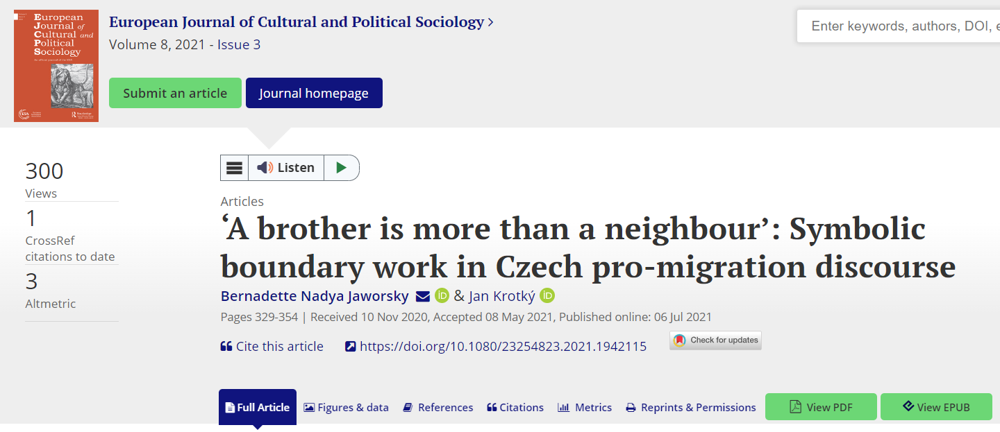 European
Journal of
Cultural and
Political
Sociology
European Journal of Cultural and Political Sociology
Volume 8, 2021 - Issue 3
Enter keywords, authors, DOI, e
Submit an article
Journal homepage
300
Views
1
CrossRef
citations to date
3
Altmetric
Listen
Articles
‘A brother is more than a neighbour’: Symbolic
boundary work in Czech pro-migration discourse
Bernadette Nadya Jaworsky iD & Jan Krotký iD
Pages 329-354 | Received 10 Nov 2020, Accepted 08 May 2021, Published online: 06 Jul 2021
Cite this article https://doi.org/10.1080/23254823.2021.1942115 Check for updates
Full Article Figures & data References Citations Metrics Reprints & Permissions View PDF View EPUB